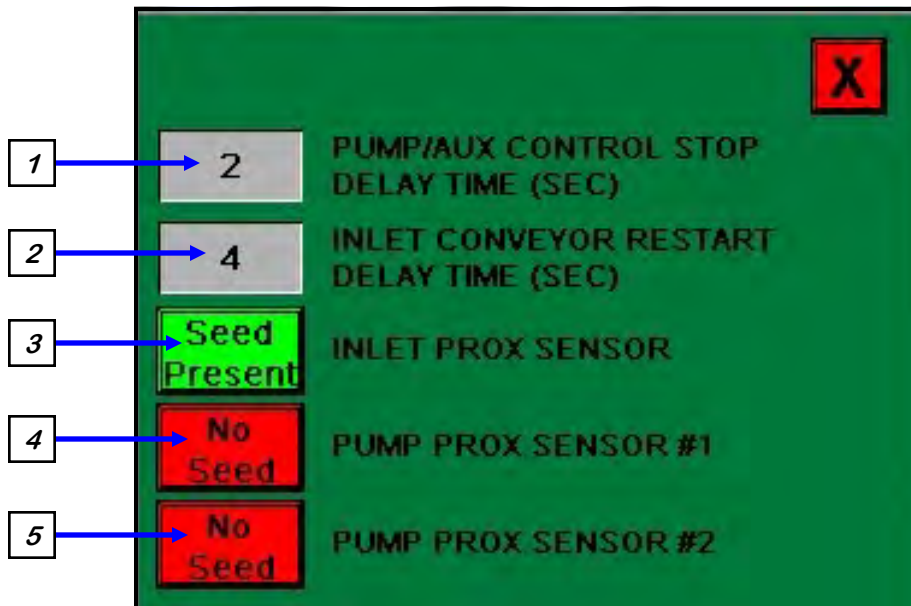 X
1
2
PUMP/AUX CONTROL STOP
DELAY TIME (SEC)
2
4
INLET CONVEYOR RESTART
DELAY TIME (SEC)
3
Seed
Present
INLET PROX SENSOR
4
No
Seed
PUMP PROX SENSOR #1
5
No
Seed
PUMP PROX SENSOR #2